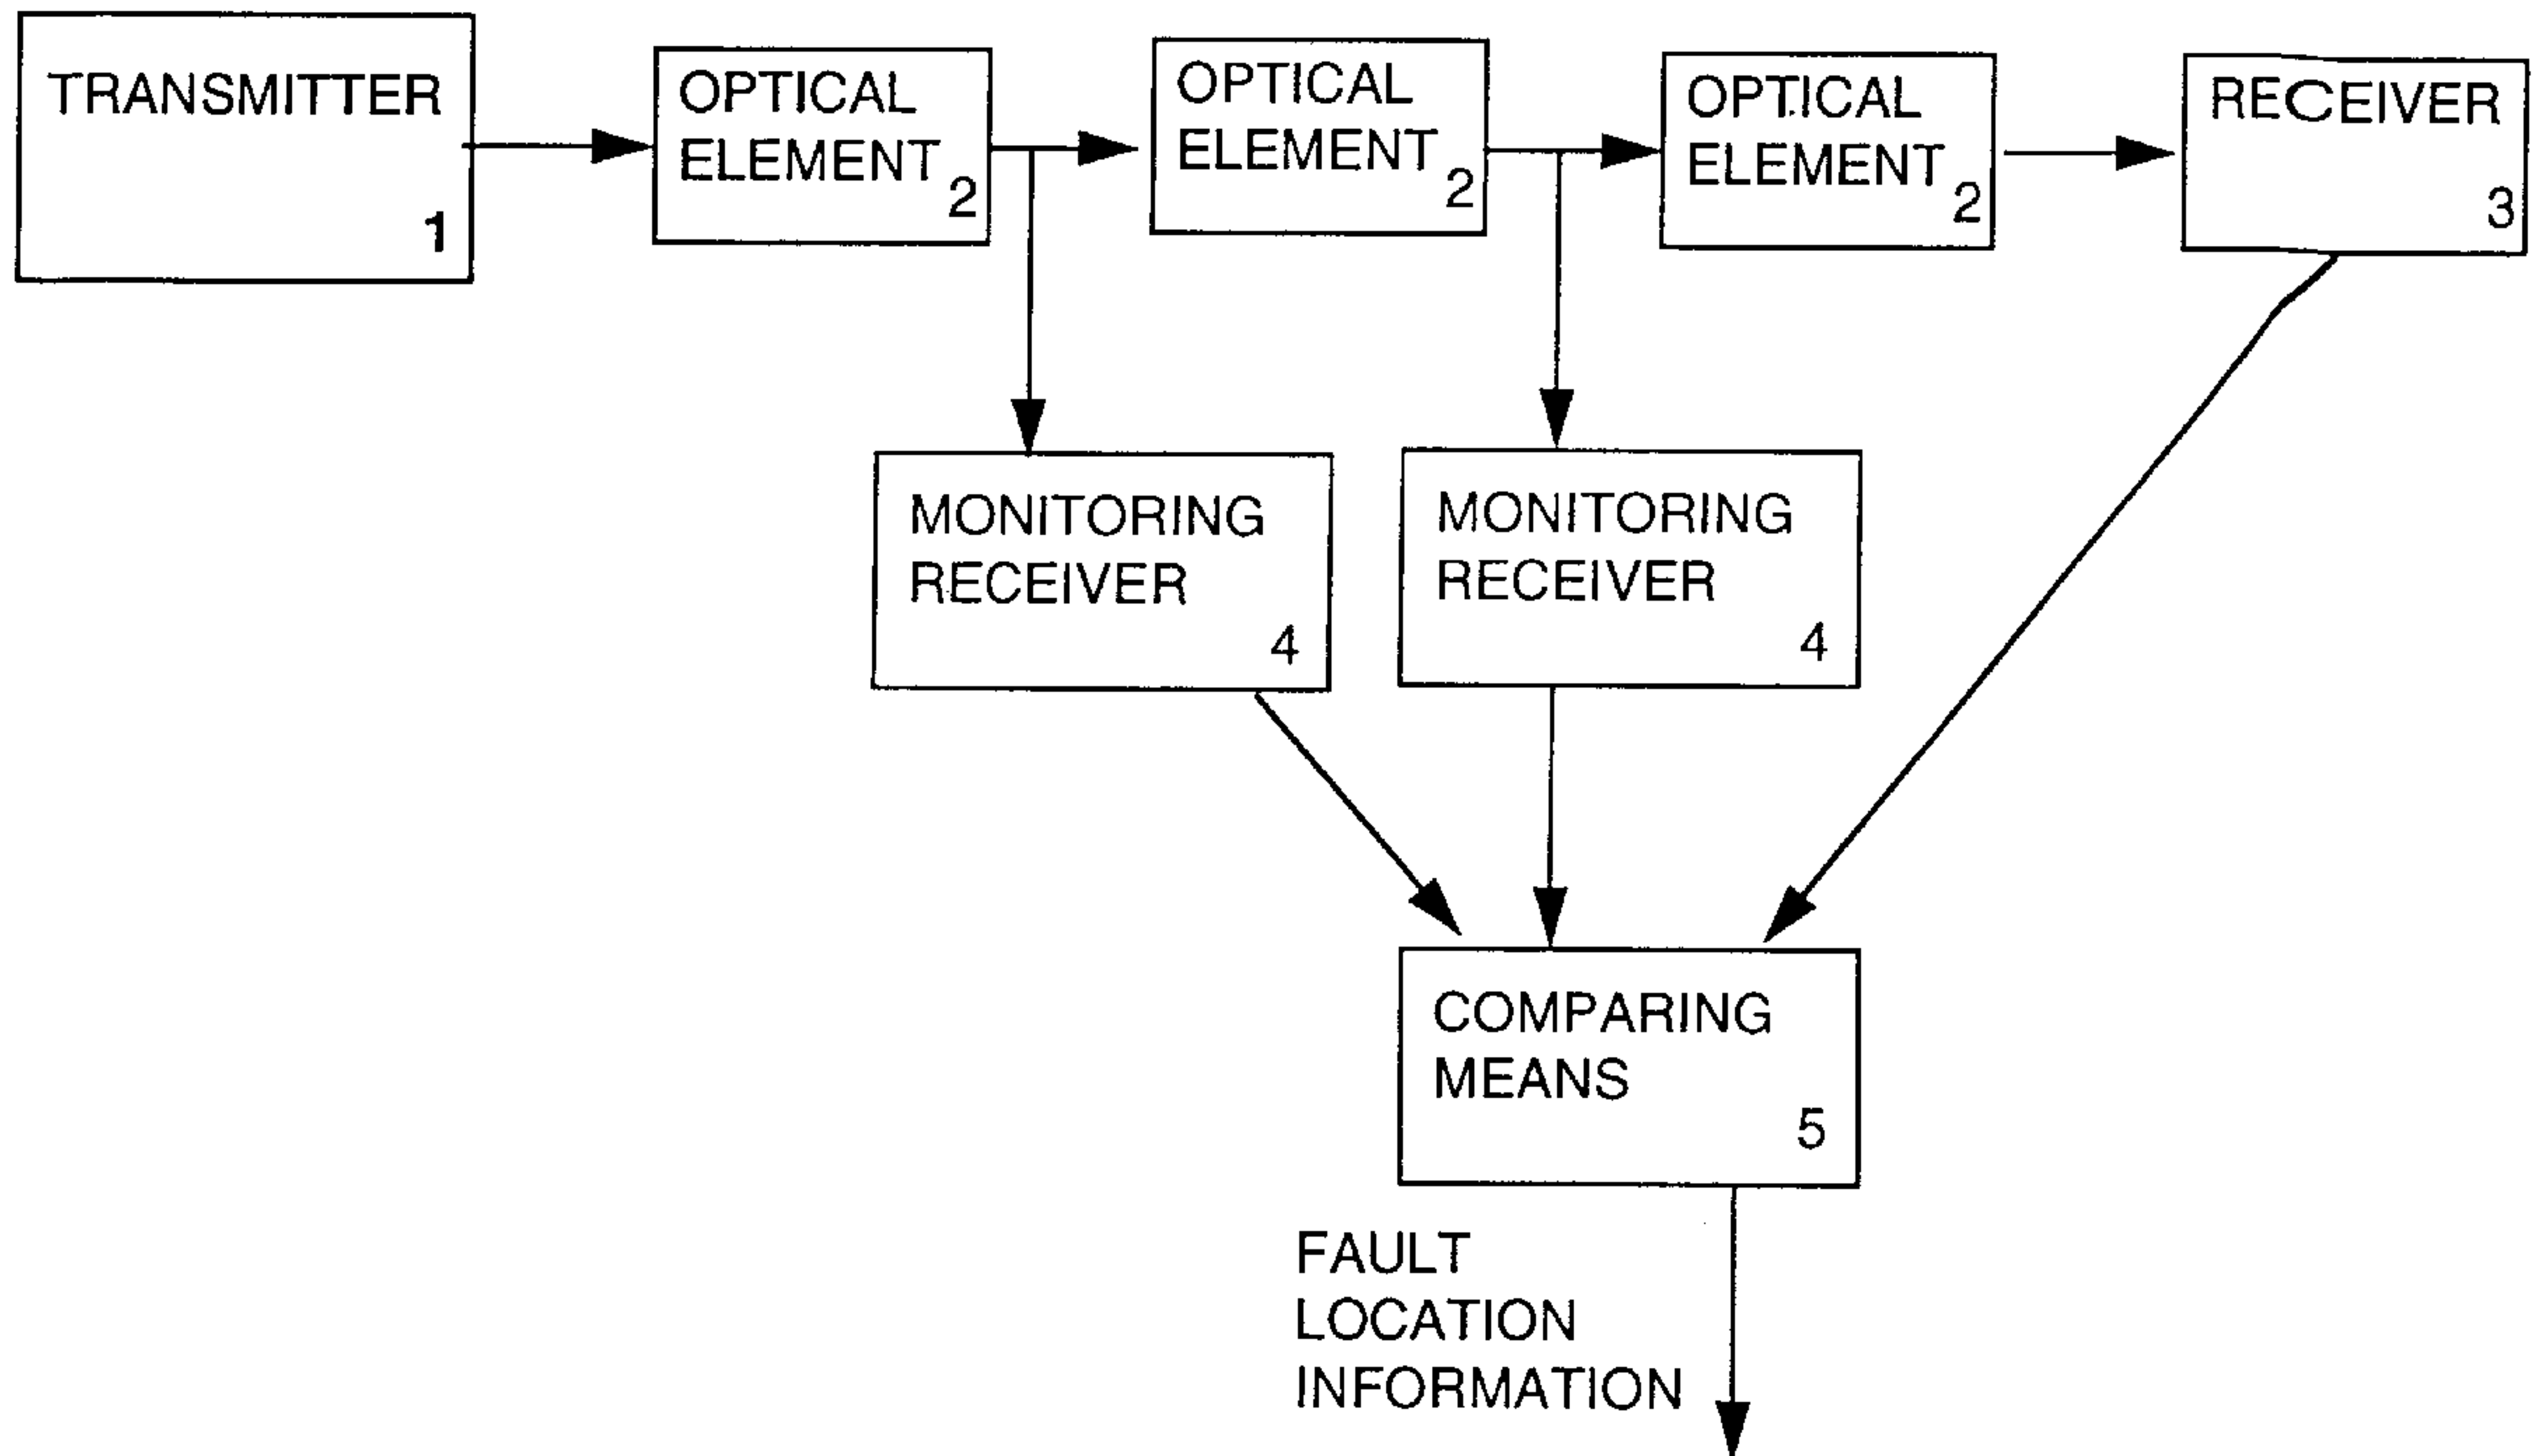 TRANSMITTER
1
OPTICAL
ELEMENT
2
OPTICAL
ELEMENT
2
OPTICAL
ELEMENT
2
RECEIVER
3
MONITORING
RECEIVER
4
MONITORING
RECEIVER
4
COMPARING
MEANS
5
FAULT
LOCATION
INFORMATION